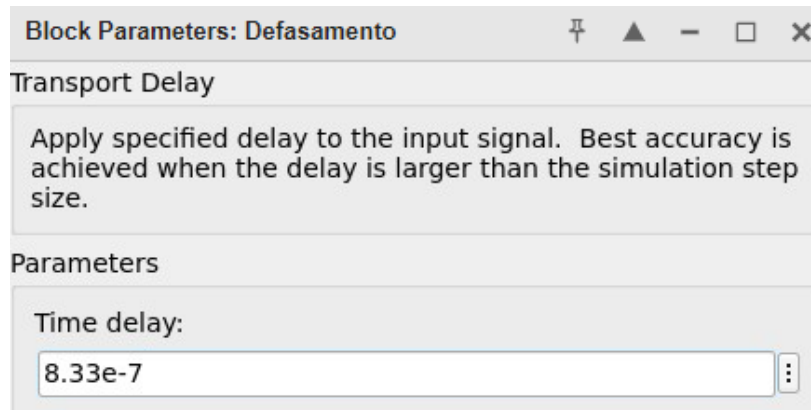 Block Parameters: Defasamento
Transport Delay
Apply specified delay to the input signal.  Best accuracy is
achieved when the delay is larger than the simulation step
size.
Parameters
Time delay:
8.33e-7